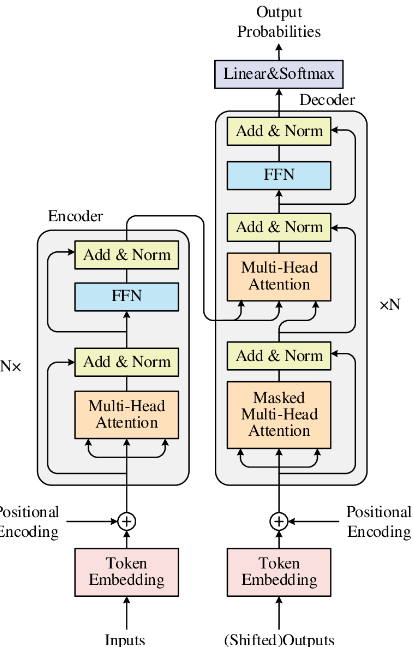 Output
Probabilities
Linear&Softmax
Decoder
Add & Norm
FFN
Add & Norm
Multi-Head
Attention
×N
Add & Norm
Masked
Multi-Head
Attention
Positional
Encoding
Token
Embedding
(Shifted)Outputs
Encoder
Add & Norm
FFN
N×
Add & Norm
Multi-Head
Attention
Positional
Encoding
Token
Embedding
Inputs